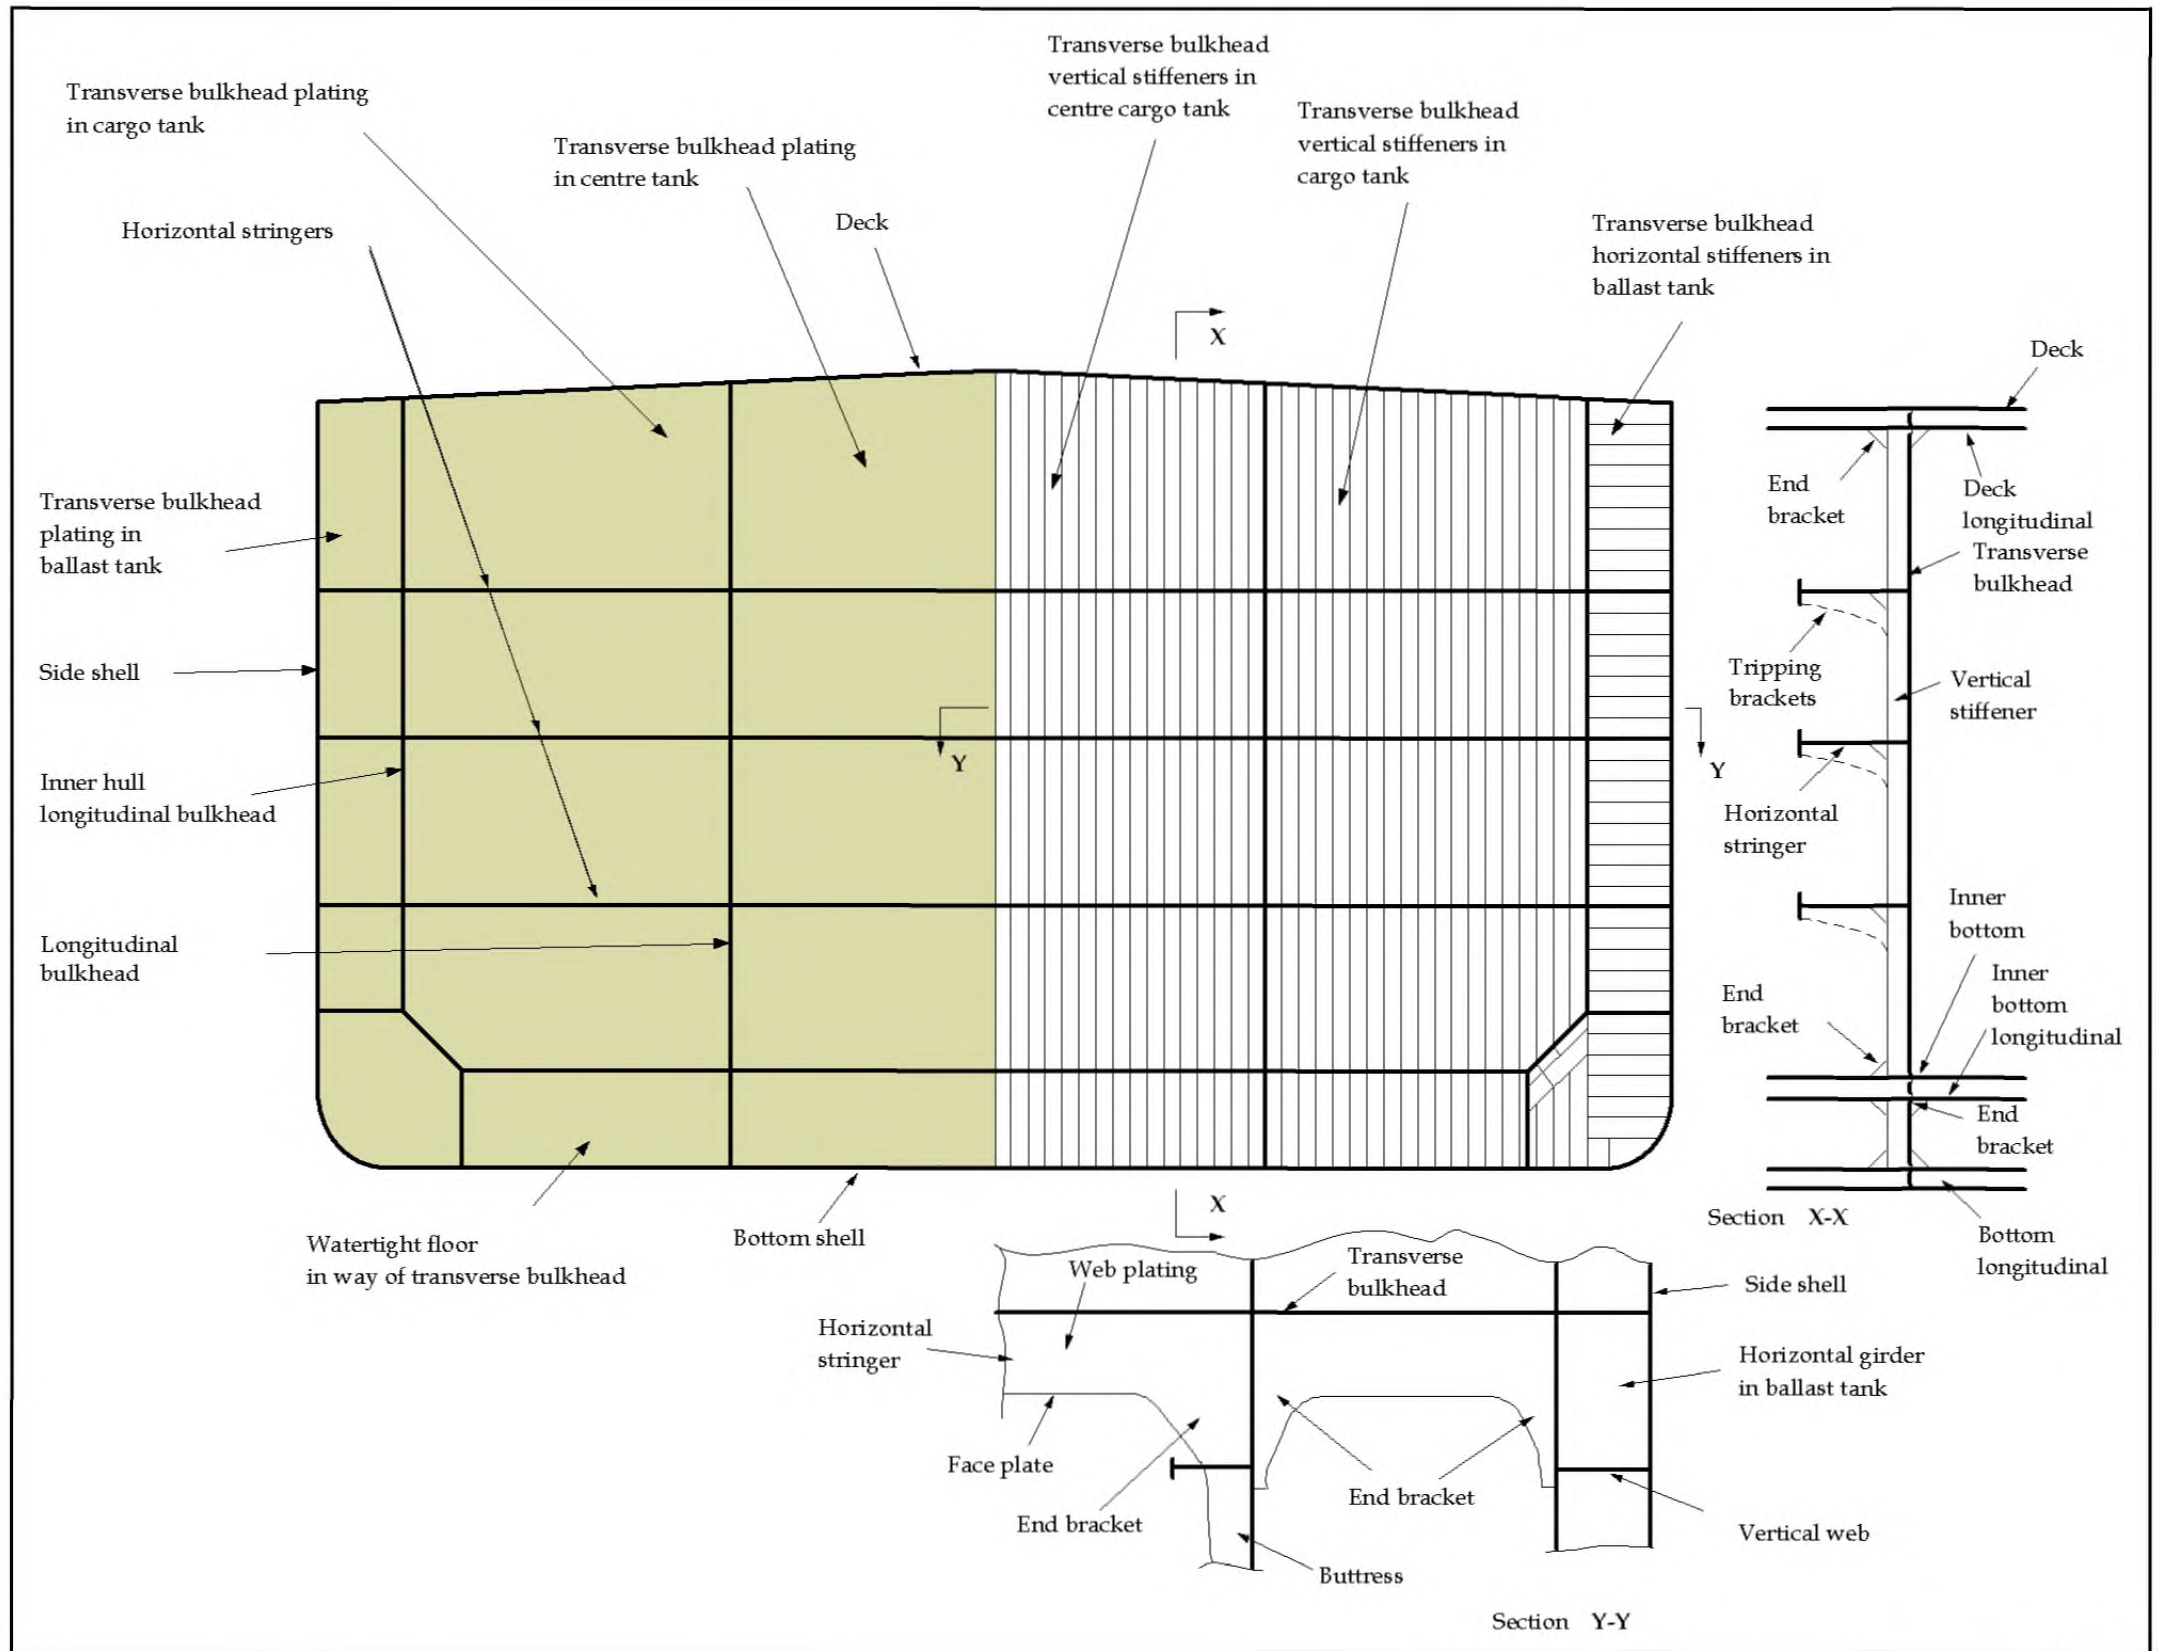 Transverse bulkhead
vertical stiffeners in
centre cargo tank
Transverse bulkhead plating
in cargo tank
Transverse bulkhead
vertical stiffeners in
cargo tank
Transverse bulkhead plating
in centre tank
Horizontal stringers
Deck
Transverse bulkhead
horizontal stiffeners in
ballast tank
X
Deck
End
bracket
Deck
longitudinal
Transverse bulkhead
plating in
ballast tank
Transverse
bulkhead
Side shell
Tripping
brackets
Vertical
stiffener
Y
Y
Inner hull
longitudinal bulkhead
Horizontal
stringer
Inner
bottom
Longitudinal
bulkhead
Inner
bottom
longitudinal
End
bracket
End
bracket
X
Section X-X
Watertight floor
in way of transverse bulkhead
Bottom shell
Bottom
longitudinal
Web plating
Transverse
bulkhead
Side shell
Horizontal
stringer
Horizontal girder
in ballast tank
Face plate
End bracket
End bracket
Vertical web
Buttress
Section Y-Y